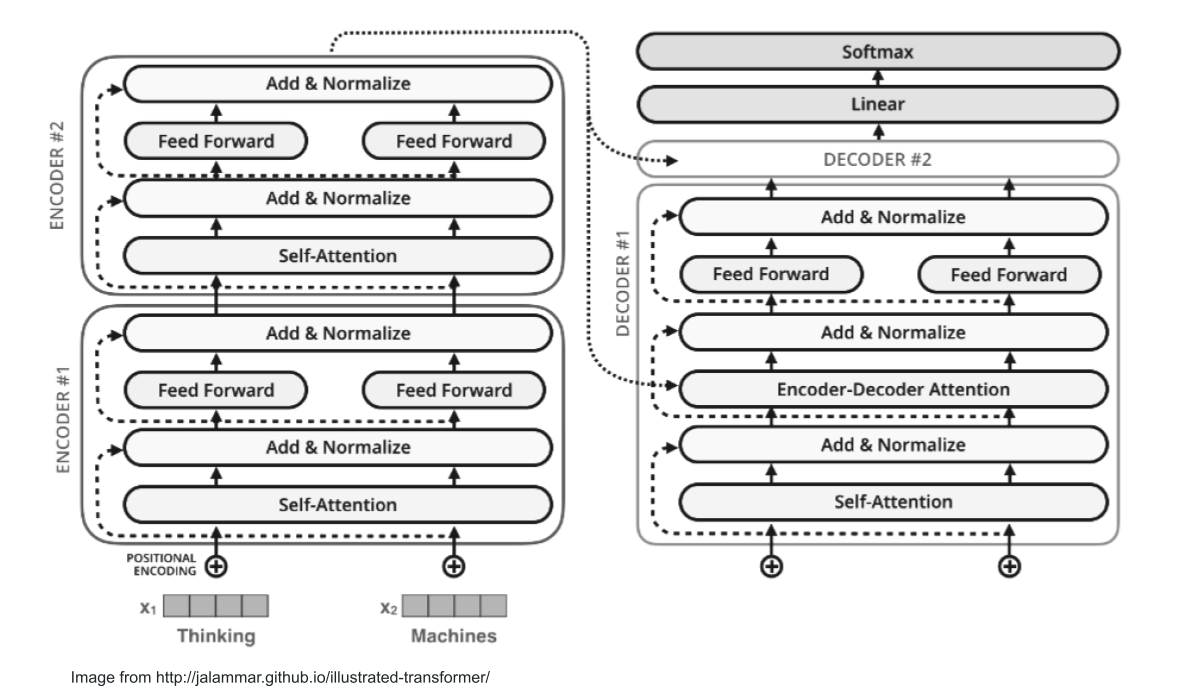 ENCODER #2
Add & Normalize
Feed Forward Feed Forward
Add & Normalize
Self-Attention
ENCODER #1
Add & Normalize
Feed Forward Feed Forward
Add & Normalize
Self-Attention
POSITIONAL
ENCODING
x₁ x₂
Thinking Machines
Softmax
Linear
DECODER #2
DECODER #1
Add & Normalize
Feed Forward Feed Forward
Add & Normalize
Encoder-Decoder Attention
Add & Normalize
Self-Attention
Image from http://jalammar.github.io/illustrated-transformer/